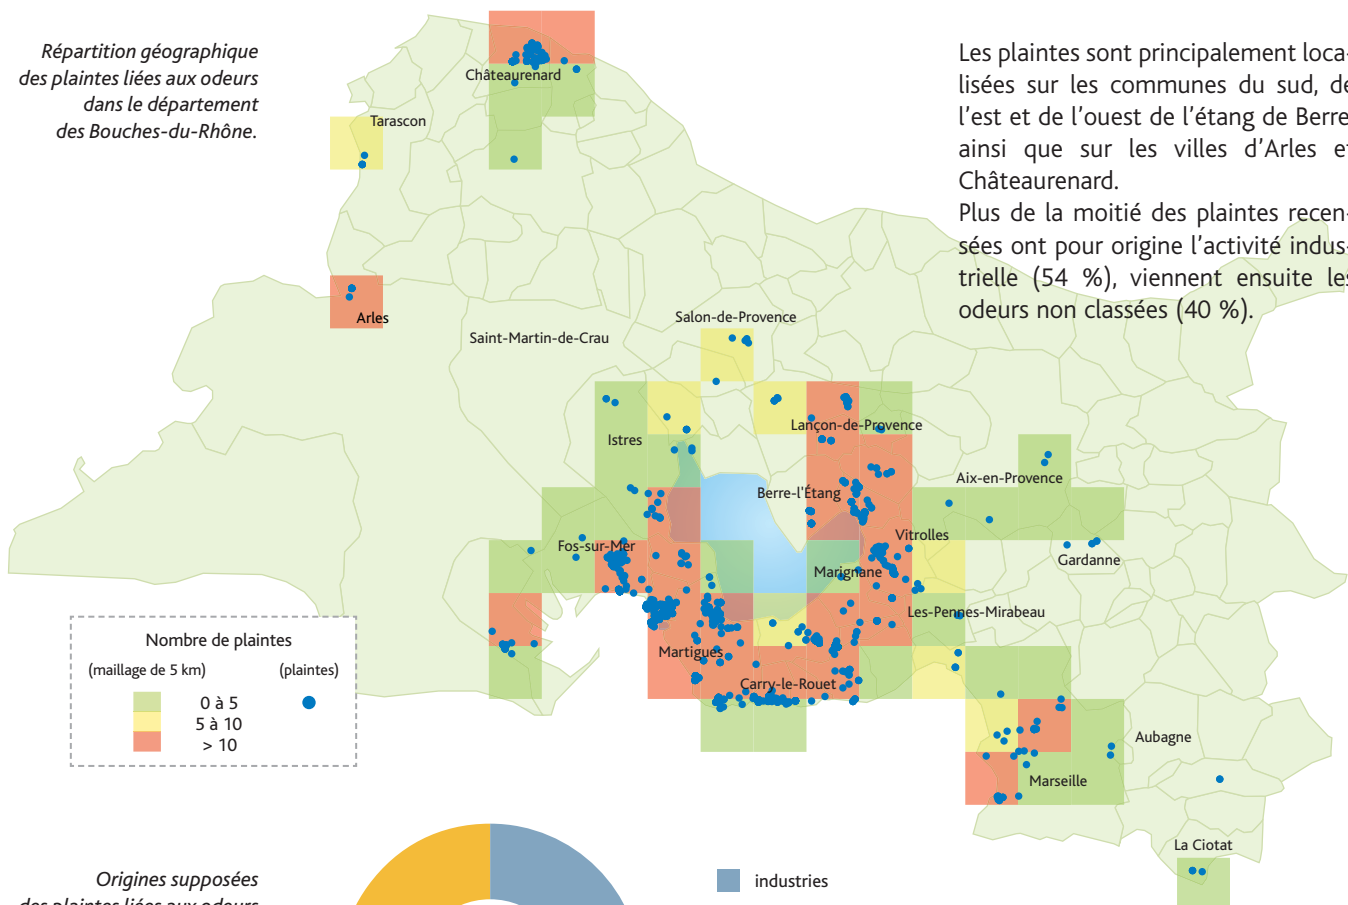 Répartition géographique
des plaintes liées aux odeurs
dans le département
des Bouches-du-Rhône.
Les plaintes sont principalement loca-
lisées sur les communes du sud, de
l'est et de l'ouest de l'étang de Berre
ainsi que sur les villes d'Arles et
Châteaurenard.
Plus de la moitié des plaintes recen-
sées ont pour origine l'activité indus-
trielle (54 %), viennent ensuite les
odeurs non classées (40 %).
Châteaurenard
Tarascon
Arles
Saint-Martin-de-Crau
Salon-de-Provence
Lançon-de-Provence
Istres
Aix-en-Provence
Berre-l'Étang
Vitrolles
Fos-sur-Mer
Gardanne
Marignane
Les-Pennes-Mirabeau
Martigues
Carry-le-Rouet
Aubagne
Marseille
La Ciotat
Nombre de plaintes
(maillage de 5 km) (plaintes)
0 à 5
5 à 10
> 10
Origines supposées
des plaintes liées aux odeurs
industries